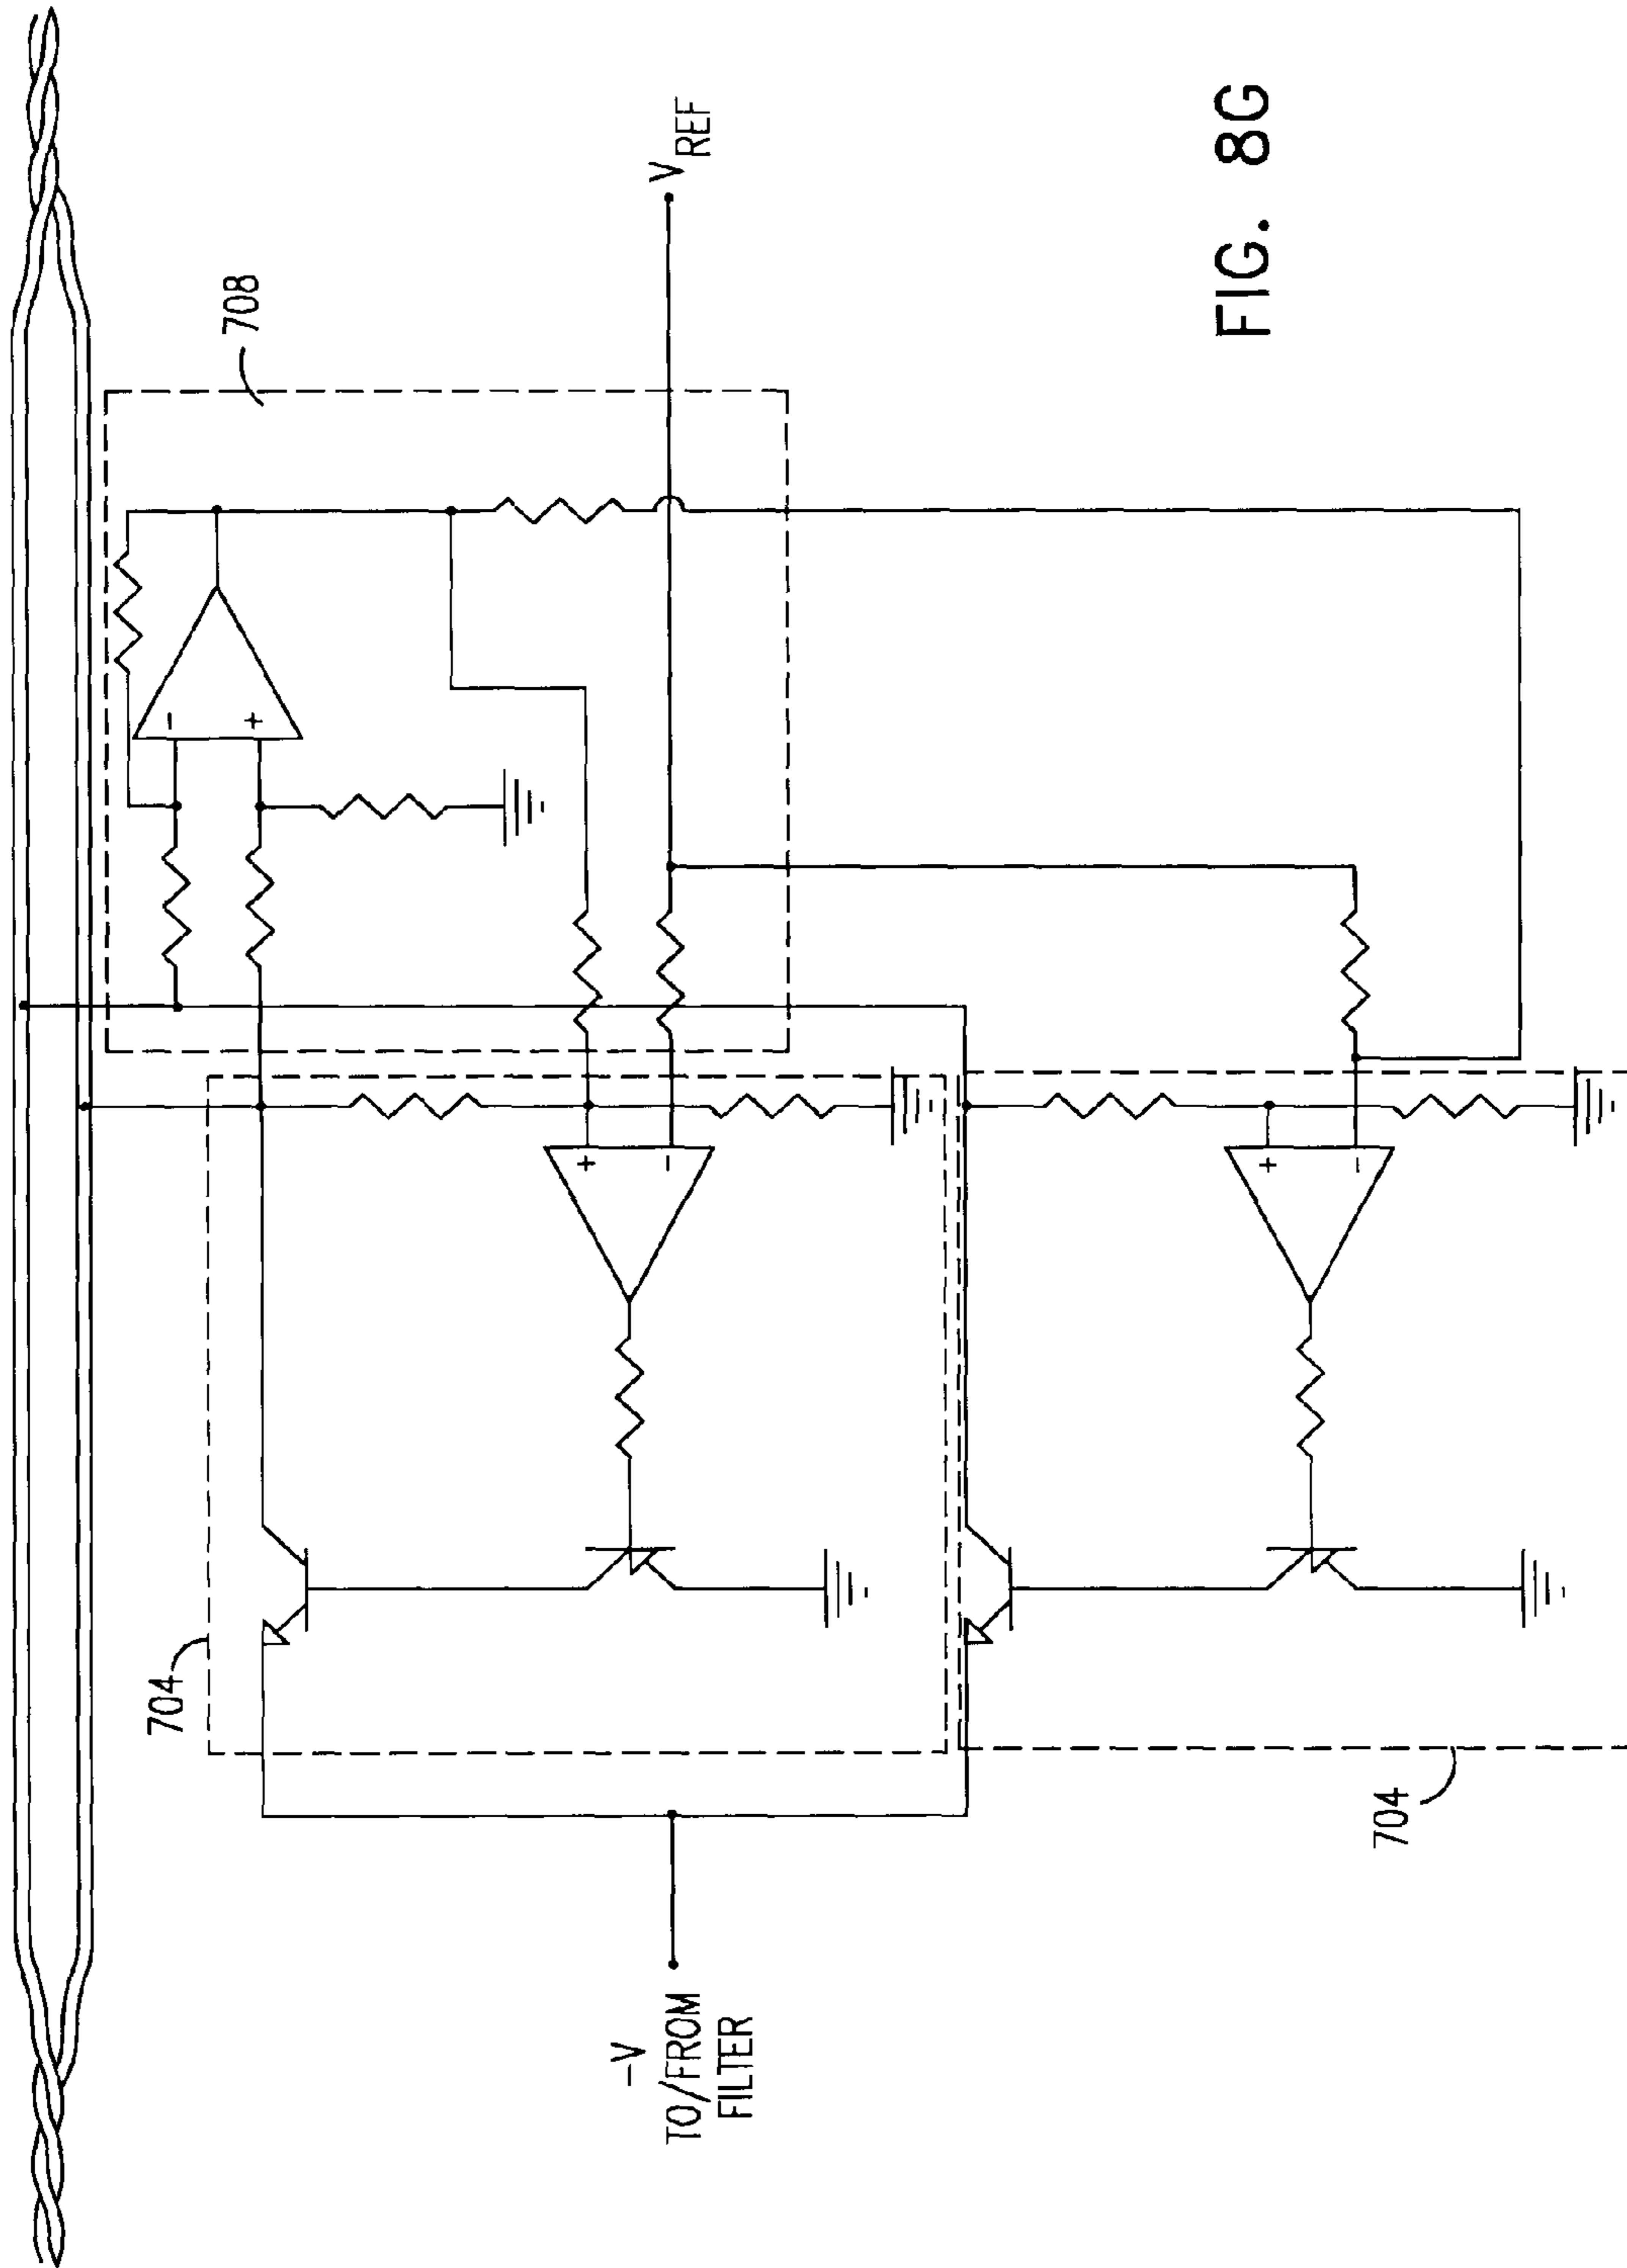 708
V REF
+
-
+
-
+
-
704
704
-V
TO/FROM
FILTER
FIG. 8G